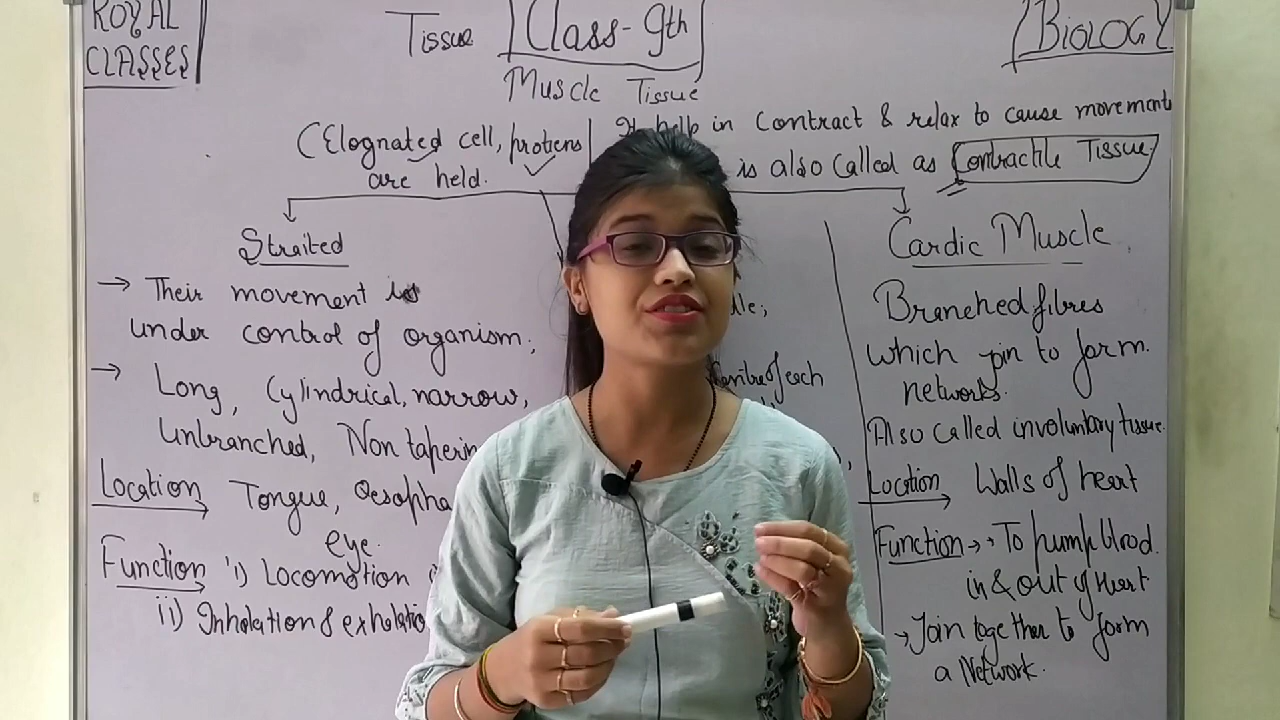 ROYAL
CLASSES
Tissue
Class-9th
BIOLOGY
Muscle Tissue
(Elognated cell, protiens
are held.
It help in Contract & relax to cause movement
is also called as Contractile Tissue
Straited
→ Their movement is
under control of organism;
→ Long, Cylindrical, narrow,
Unbranched, Non taperin
Location Tongue, Oesopha
eye.
Function i) Locomotion
ii) Inhalation & exhalatio
of each
Cardic Muscle
Branched fibres
which join to form
networks.
Also called involuntary tissue.
Location Walls of heart
Function → To pump blood
in & out of Heart
→ Join together to form
a Network.